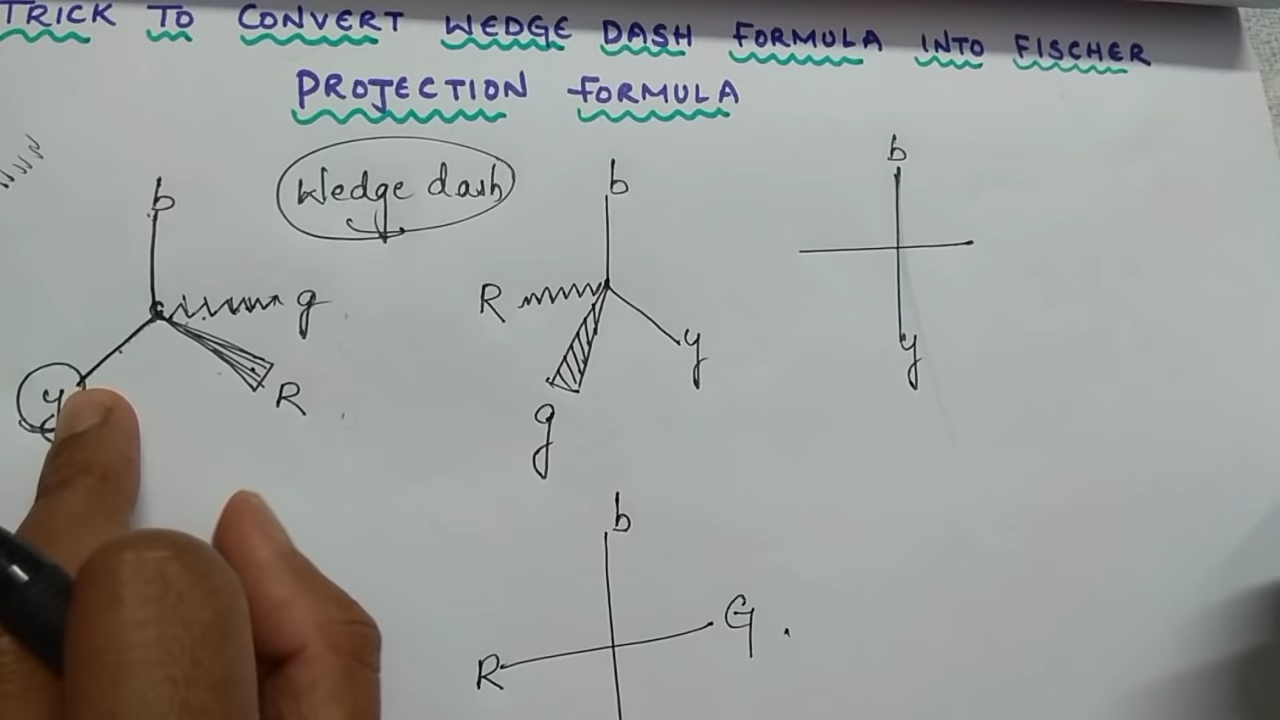 TRICK TO CONVERT WEDGE DASH FORMULA INTO FISCHER
PROJECTION FORMULA
b
Wedge dash
b
b
g
R
R
y
y
y
g
b
G
R